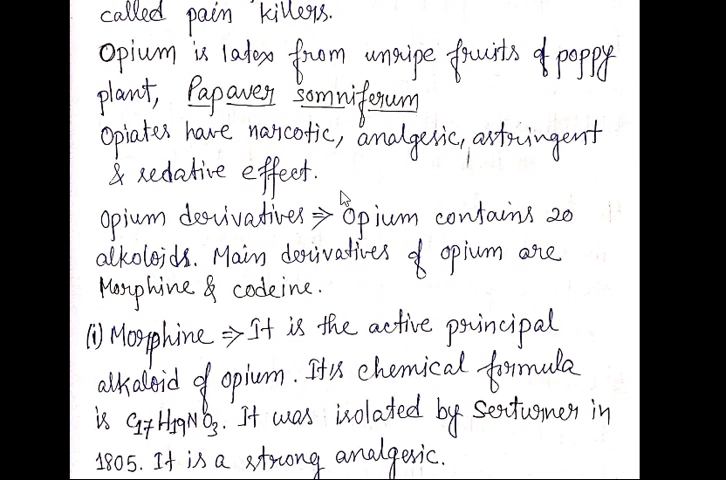 called pain killers.
Opium is latex from unripe fruits of poppy
plant, Papaver somniferum
Opiates have narcotic, analgesic, astringent
& sedative effect.
Opium derivatives ⇒ Opium contains 20
alkoloids. Main derivatives of opium are
Morphine & codeine.
(i) Morphine ⇒ It is the active principal
alkaloid of opium. Its chemical formula
is C17H19NO3. It was isolated by Serturner in
1805. It is a strong analgesic.